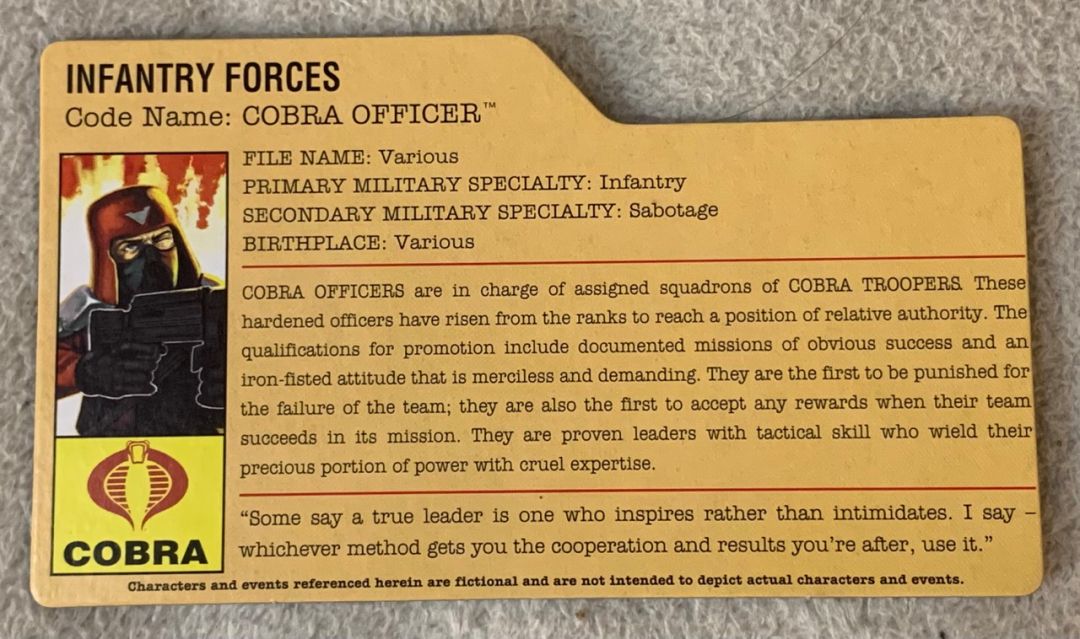 INFANTRY FORCES
Code Name: COBRA OFFICER™
FILE NAME: Various
PRIMARY MILITARY SPECIALTY: Infantry
SECONDARY MILITARY SPECIALTY: Sabotage
BIRTHPLACE: Various
COBRA OFFICERS are in charge of assigned squadrons of COBRA TROOPERS. These
hardened officers have risen from the ranks to reach a position of relative authority. The
qualifications for promotion include documented missions of obvious success and an
iron-fisted attitude that is merciless and demanding. They are the first to be punished for
the failure of the team; they are also the first to accept any rewards when their team
succeeds in its mission. They are proven leaders with tactical skill who wield their
precious portion of power with cruel expertise.
“Some say a true leader is one who inspires rather than intimidates. I say –
whichever method gets you the cooperation and results you’re after, use it.”
COBRA
Characters and events referenced herein are fictional and are not intended to depict actual characters and events.